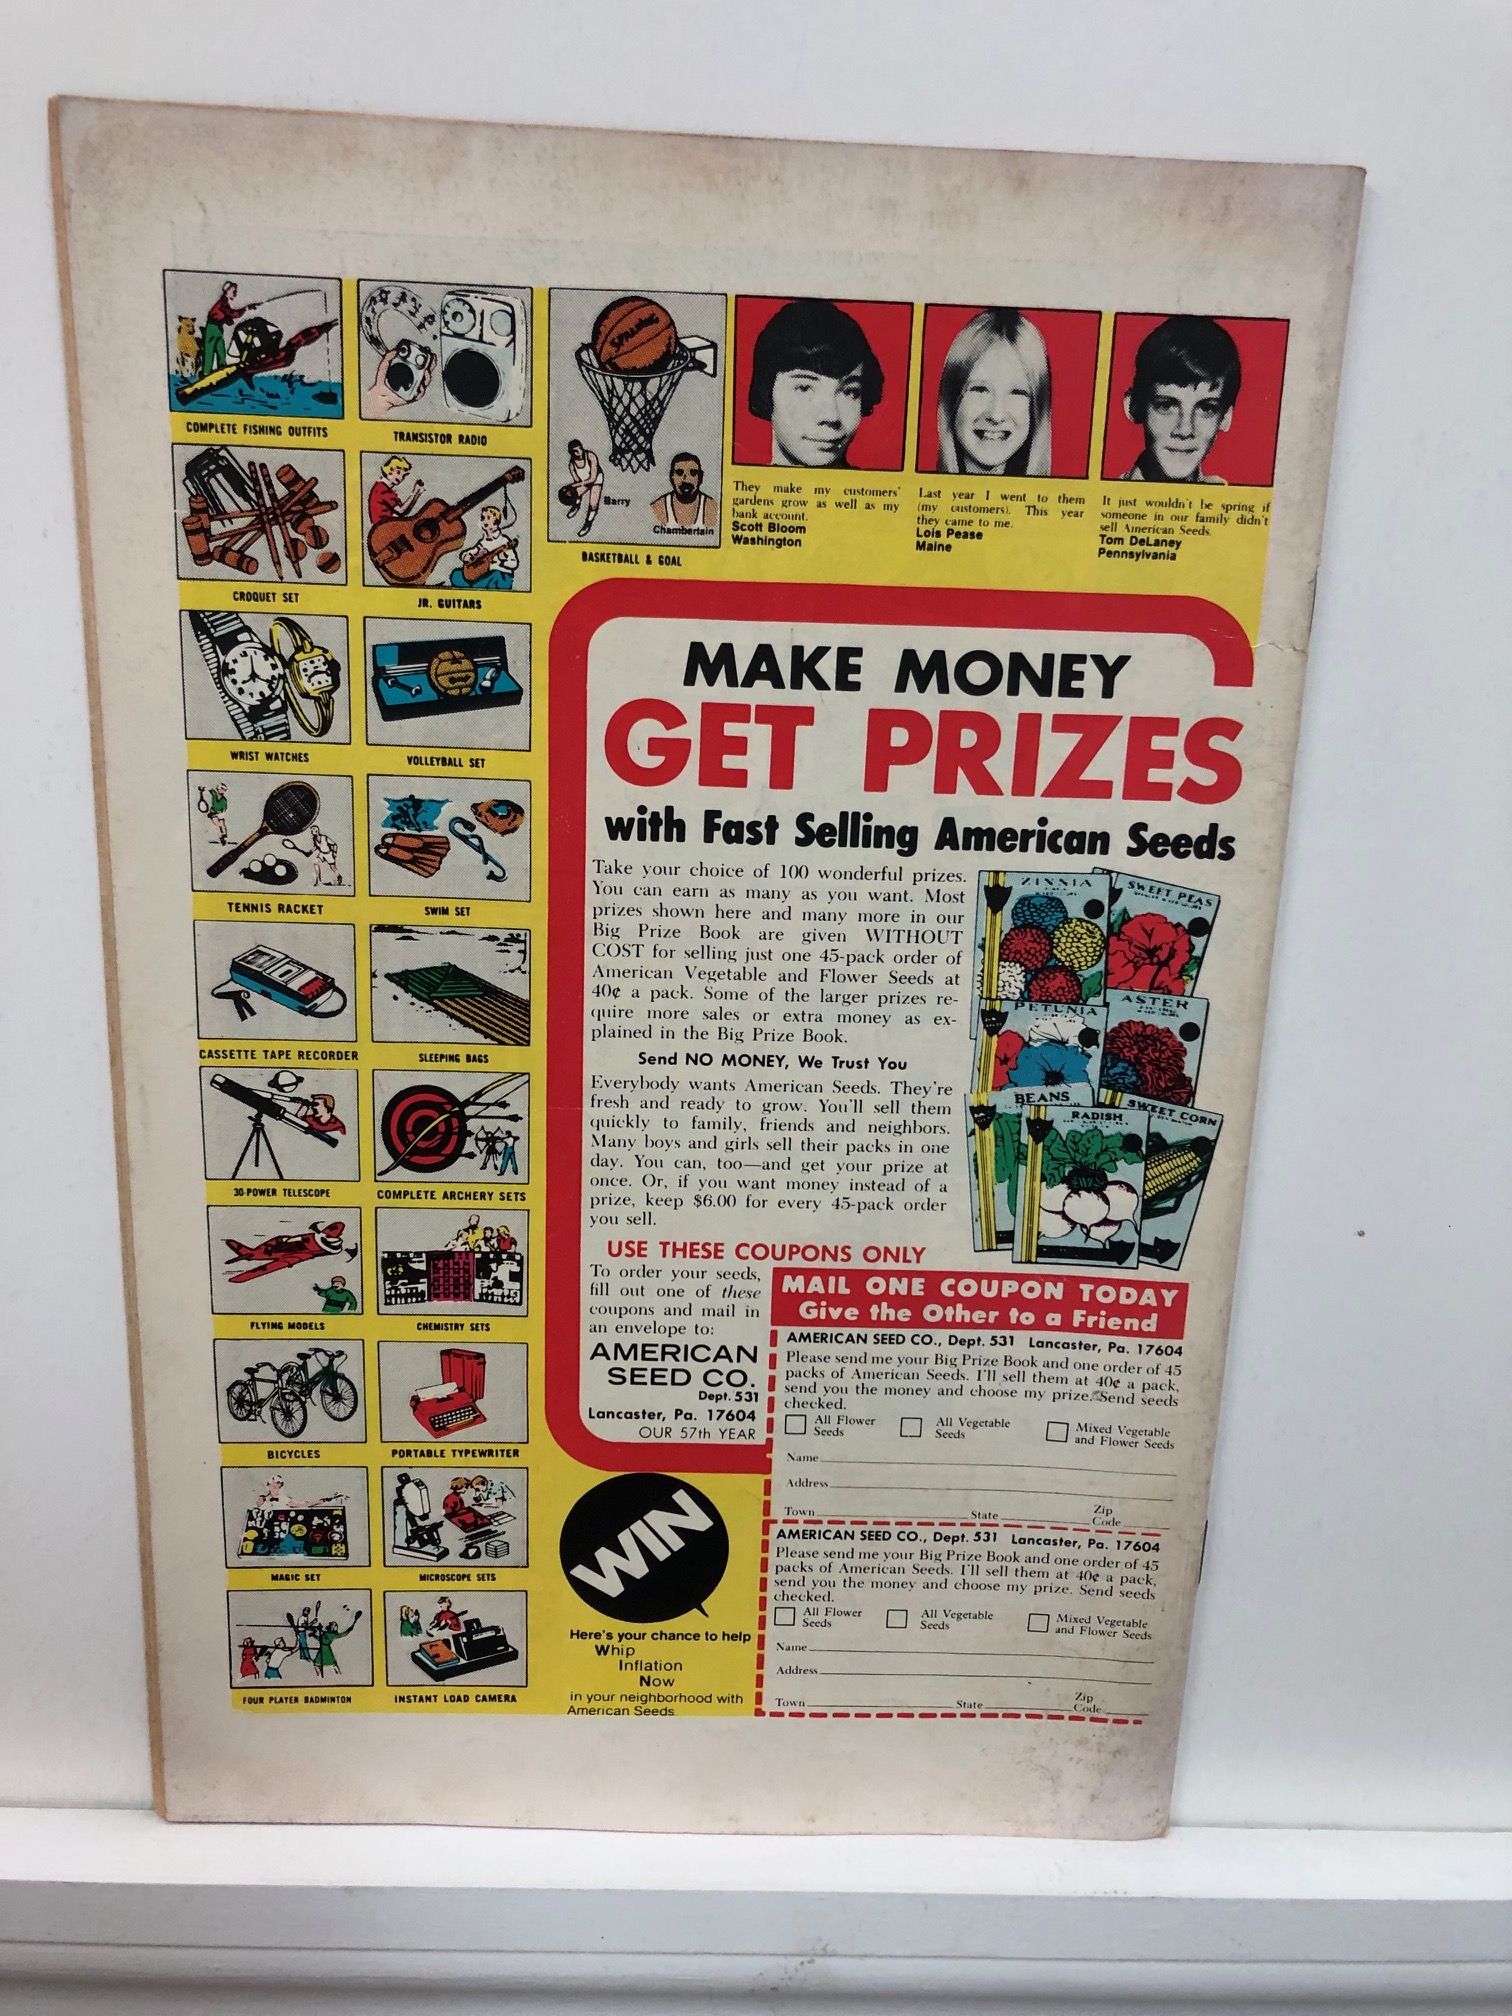 COMPLETE FISHING OUTFITS
TRANSISTOR RADIO
CROQUET SET
JR. GUITARS
WRIST WATCHES
VOLLEYBALL SET
TENNIS RACKET
SWIM SET
CASSETTE TAPE RECORDER
SLEEPING BAGS
30-POWER TELESCOPE
COMPLETE ARCHERY SETS
FLYING MODELS
CHEMISTRY SETS
BICYCLES
PORTABLE TYPEWRITER
MAGIC SET
MICROSCOPE SETS
FOUR PLAYER BADMINTON
INSTANT LOAD CAMERA
SPALDING
Barry
Chamberlain
BASKETBALL & GOAL
They make my customers'
gardens grow as well as my
bank account.
Scott Bloom
Washington
Last year I went to them
(my customers). This year
they came to me.
Lois Pease
Maine
It just wouldn't be spring if
someone in our family didn't
sell American Seeds.
Tom DeLaney
Pennsylvania
MAKE MONEY
GET PRIZES
with Fast Selling American Seeds
Take your choice of 100 wonderful prizes.
You can earn as many as you want. Most
prizes shown here and many more in our
Big Prize Book are given WITHOUT
COST for selling just one 45-pack order of
American Vegetable and Flower Seeds at
40¢ a pack. Some of the larger prizes re-
quire more sales or extra money as ex-
plained in the Big Prize Book.
Send NO MONEY, We Trust You
Everybody wants American Seeds. They're
fresh and ready to grow. You'll sell them
quickly to family, friends and neighbors.
Many boys and girls sell their packs in one
day. You can, too—and get your prize at
once. Or, if you want money instead of a
prize, keep $6.00 for every 45-pack order
you sell.
ZINNIA
SWEET PEAS
PETUNIA
ASTER
BEANS
RADISH
SWEET CORN
USE THESE COUPONS ONLY
To order your seeds,
fill out one of these
coupons and mail in
an envelope to:
AMERICAN
SEED CO.
Dept. 531
Lancaster, Pa. 17604
OUR 57th YEAR
MAIL ONE COUPON TODAY
Give the Other to a Friend
AMERICAN SEED CO., Dept. 531 Lancaster, Pa. 17604
Please send me your Big Prize Book and one order of 45
packs of American Seeds. I'll sell them at 40¢ a pack,
send you the money and choose my prize. Send seeds
checked.
All Flower
Seeds
All Vegetable
Seeds
Mixed Vegetable
and Flower Seeds
Name
Address
Town State Zip
Code
AMERICAN SEED CO., Dept. 531 Lancaster, Pa. 17604
Please send me your Big Prize Book and one order of 45
packs of American Seeds. I'll sell them at 40¢ a pack,
send you the money and choose my prize. Send seeds
checked.
All Flower
Seeds
All Vegetable
Seeds
Mixed Vegetable
and Flower Seeds
Name
Address
Town State Zip
Code
WIN
Here's your chance to help
Whip
Inflation
Now
in your neighborhood with
American Seeds.